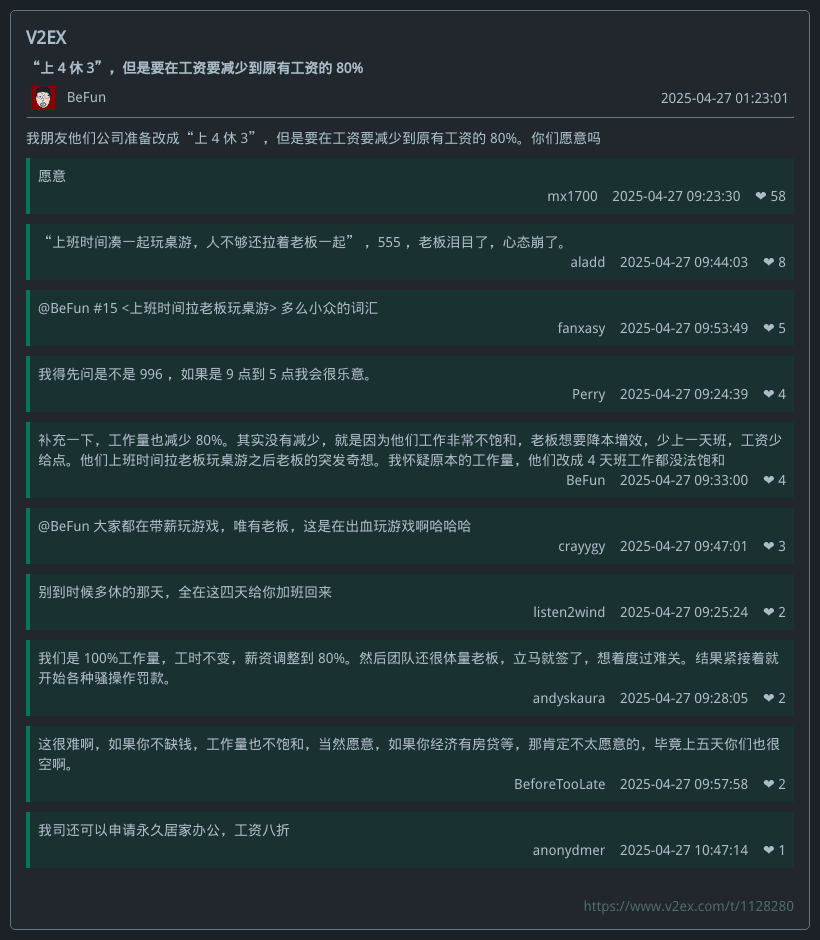 V2EX
“上 4 休 3”，但是要在工资要减少到原有工资的 80%
BeFun 2025-04-27 01:23:01
我朋友他们公司准备改成“上 4 休 3”，但是要在工资要减少到原有工资的 80%。你们愿意吗
愿意
mx1700 2025-04-27 09:23:30 ❤ 58
“上班时间凑一起玩桌游，人不够还拉着老板一起” ，555 ，老板泪目了，心态崩了。
aladd 2025-04-27 09:44:03 ❤ 8
@BeFun #15 <上班时间拉老板玩桌游> 多么小众的词汇
fanxasy 2025-04-27 09:53:49 ❤ 5
我得先问是不是 996 ，如果是 9 点到 5 点我会很乐意。
Perry 2025-04-27 09:24:39 ❤ 4
补充一下，工作量也减少 80%。其实没有减少，就是因为他们工作非常不饱和，老板想要降本增效，少上一天班，工资少
给点。他们上班时间拉老板玩桌游之后老板的突发奇想。我怀疑原本的工作量，他们改成 4 天班工作都没法饱和
BeFun 2025-04-27 09:33:00 ❤ 4
@BeFun 大家都在带薪玩游戏，唯有老板，这是在出血玩游戏啊哈哈哈
crayygy 2025-04-27 09:47:01 ❤ 3
别到时候多休的那天，全在这四天给你加班回来
listen2wind 2025-04-27 09:25:24 ❤ 2
我们是 100%工作量，工时不变，薪资调整到 80%。然后团队还很体量老板，立马就签了，想着度过难关。结果紧接着就
开始各种骚操作罚款。
andyskaura 2025-04-27 09:28:05 ❤ 2
这很难啊，如果你不缺钱，工作量也不饱和，当然愿意，如果你经济有房贷等，那肯定不太愿意的，毕竟上五天你们也很
空啊。
BeforeTooLate 2025-04-27 09:57:58 ❤ 2
我司还可以申请永久居家办公，工资八折
anonydmer 2025-04-27 10:47:14 ❤ 1
https://www.v2ex.com/t/1128280